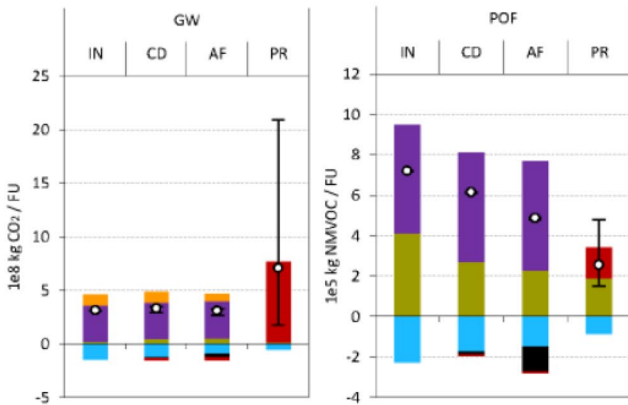 GW
IN CD AF PR
25
20
15
10
5
0
-5
1e8 kg CO₂ / FU
POF
IN CD AF PR
12
10
8
6
4
2
0
-2
-4
1e5 kg NMVOC / FU